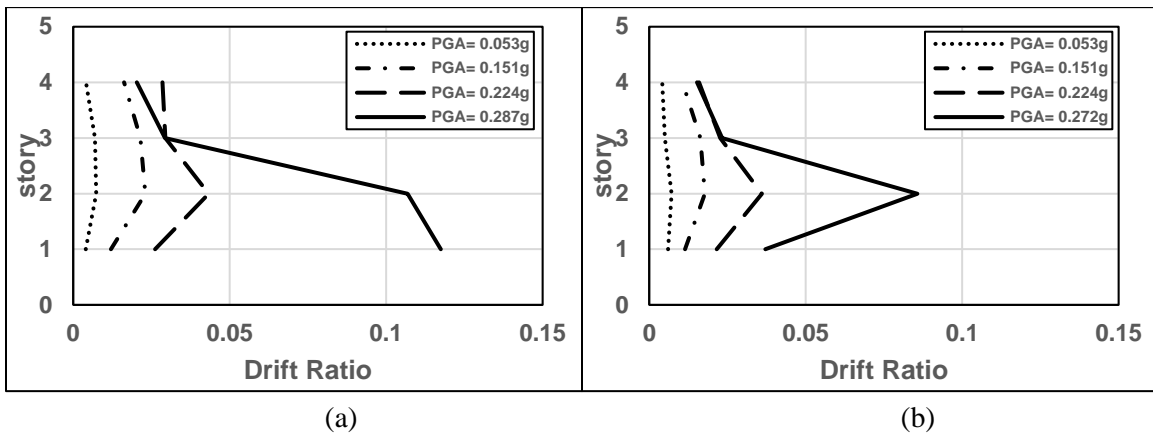 5
4
3
2
1
0
story
PGA= 0.053g
PGA= 0.151g
PGA= 0.224g
PGA= 0.287g
0 0.05 0.1 0.15
Drift Ratio
(a)
5
4
3
2
1
0
story
PGA= 0.053g
PGA= 0.151g
PGA= 0.224g
PGA= 0.272g
0 0.05 0.1 0.15
Drift Ratio
(b)